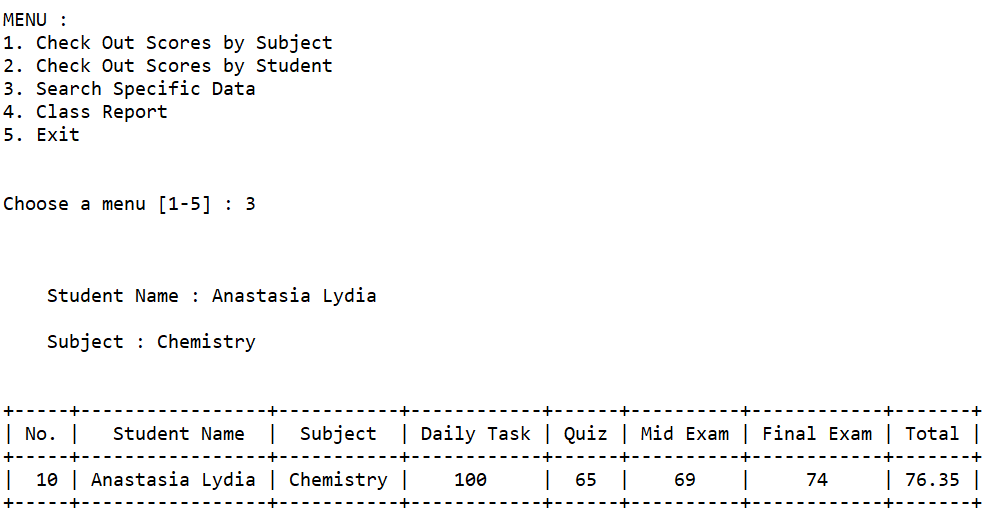 MENU :
1. Check Out Scores by Subject
2. Check Out Scores by Student
3. Search Specific Data
4. Class Report
5. Exit
Choose a menu [1-5] : 3
Student Name : Anastasia Lydia
Subject : Chemistry
+-----+-----------------+-----------+------------+------+----------+------------+-------+
| No. |   Student Name  |  Subject  | Daily Task | Quiz | Mid Exam | Final Exam | Total |
+-----+-----------------+-----------+------------+------+----------+------------+-------+
|  10 | Anastasia Lydia | Chemistry |    100     |  65  |    69    |     74     | 76.35 |
+-----+-----------------+-----------+------------+------+----------+------------+-------+